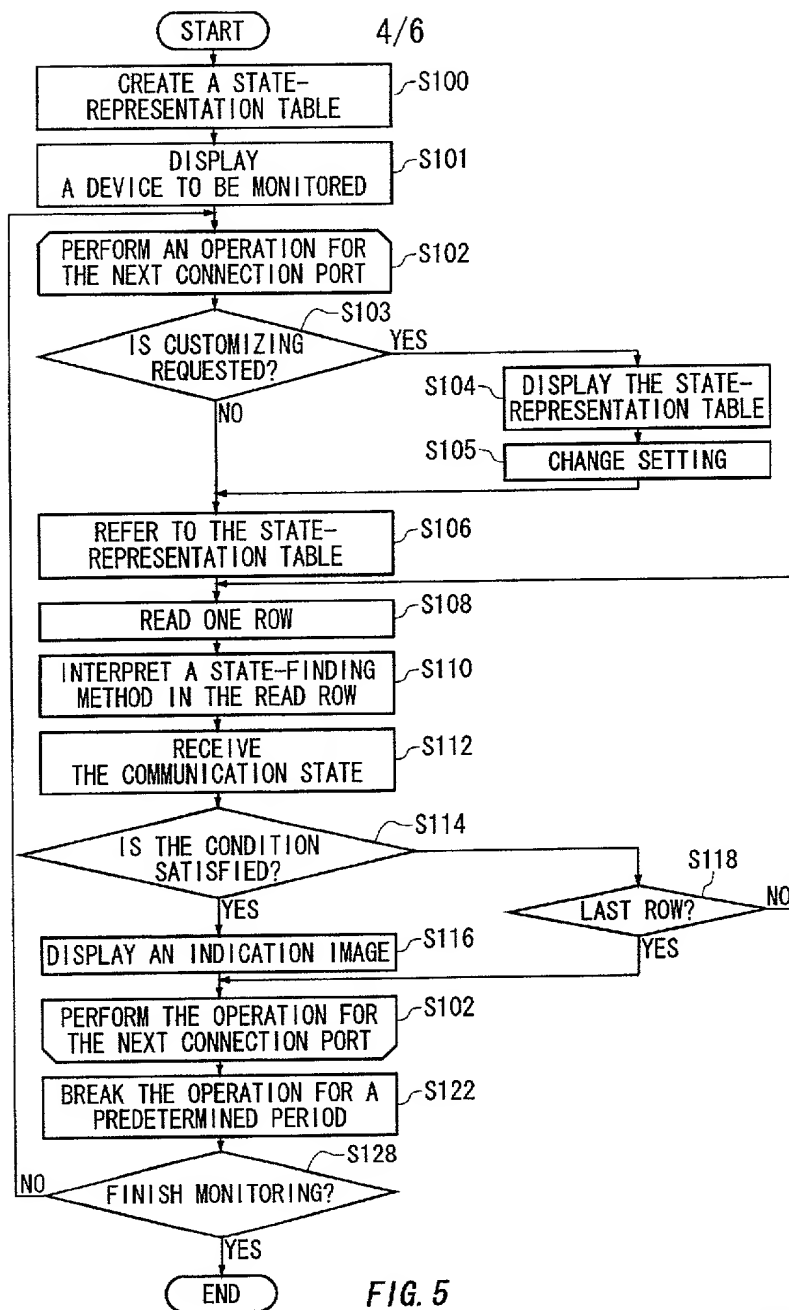 START
4/6
CREATE A STATE-
REPRESENTATION TABLE
S100
DISPLAY
A DEVICE TO BE MONITORED
S101
PERFORM AN OPERATION FOR
THE NEXT CONNECTION PORT
S102
S103
IS CUSTOMIZING
REQUESTED?
YES
NO
S104
DISPLAY THE STATE-
REPRESENTATION TABLE
S105
CHANGE SETTING
REFER TO THE STATE-
REPRESENTATION TABLE
S106
READ ONE ROW
S108
INTERPRET A STATE-FINDING
METHOD IN THE READ ROW
S110
RECEIVE
THE COMMUNICATION STATE
S112
S114
IS THE CONDITION
SATISFIED?
YES
S118
LAST ROW?
NO
YES
DISPLAY AN INDICATION IMAGE
S116
PERFORM THE OPERATION FOR
THE NEXT CONNECTION PORT
S102
BREAK THE OPERATION FOR A
PREDETERMINED PERIOD
S122
S128
NO
FINISH MONITORING?
YES
END
FIG. 5